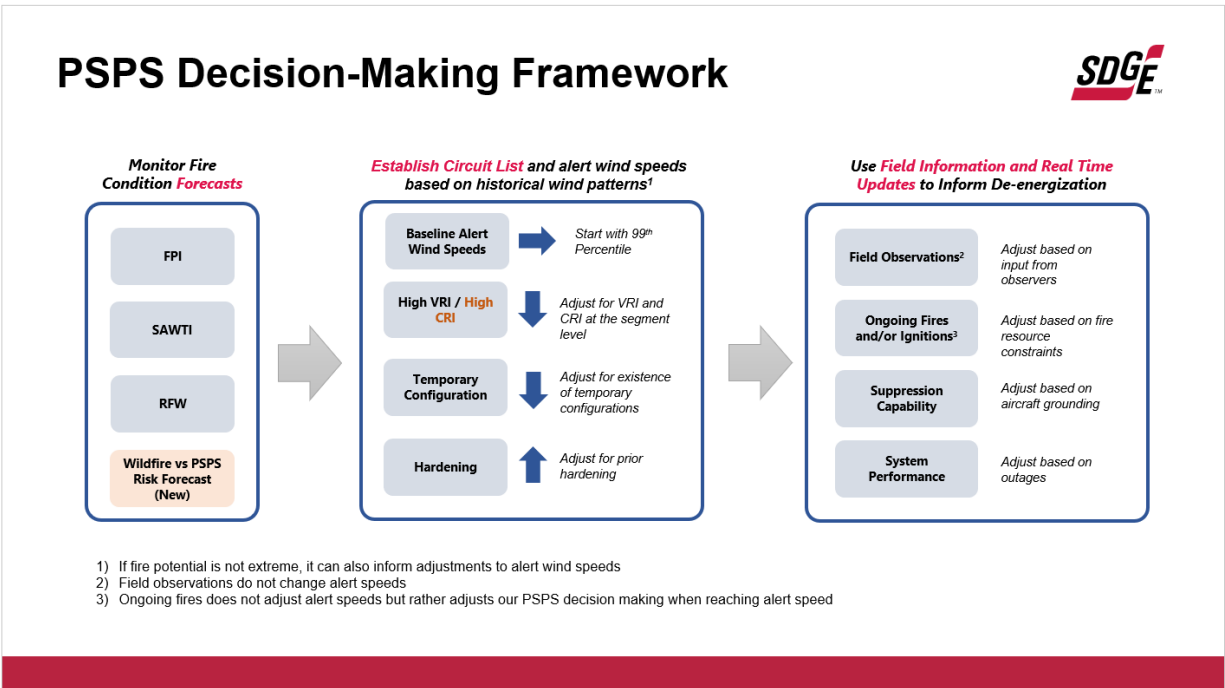 PSPS Decision-Making Framework
SDGE™
Monitor Fire
Condition Forecasts
FPI
SAWTI
RFW
Wildfire vs PSPS
Risk Forecast
(New)
Establish Circuit List and alert wind speeds
based on historical wind patterns¹
Baseline Alert
Wind Speeds
Start with 99th
Percentile
High VRI / High
CRI
Adjust for VRI and
CRI at the segment
level
Temporary
Configuration
Adjust for existence
of temporary
configurations
Hardening
Adjust for prior
hardening
Use Field Information and Real Time
Updates to Inform De-energization
Field Observations²
Adjust based on
input from
observers
Ongoing Fires
and/or Ignitions³
Adjust based on fire
resource
constraints
Suppression
Capability
Adjust based on
aircraft grounding
System
Performance
Adjust based on
outages
1) If fire potential is not extreme, it can also inform adjustments to alert wind speeds
2) Field observations do not change alert speeds
3) Ongoing fires does not adjust alert speeds but rather adjusts our PSPS decision making when reaching alert speed